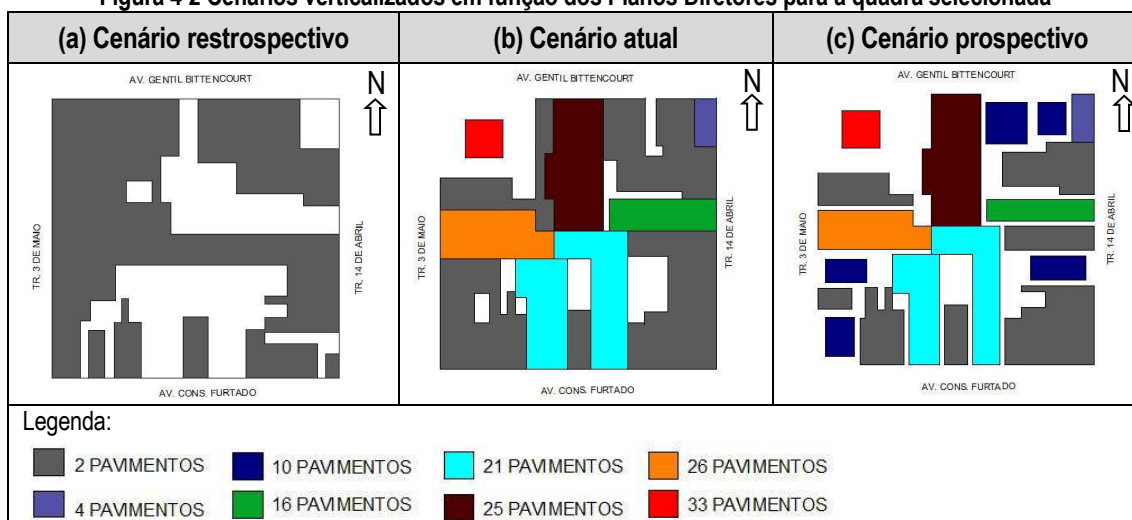 Figura 4-2 Cenários verticalizados em função dos Planos Diretores para a quadra selecionada
(a) Cenário restrospectivo
(b) Cenário atual
(c) Cenário prospectivo
AV. GENTIL BITTENCOURT
N
TR. 3 DE MAIO
TR. 14 DE ABRIL
AV. CONS. FURTADO
AV. GENTIL BITTENCOURT
N
TR. 3 DE MAIO
TR. 14 DE ABRIL
AV. CONS. FURTADO
AV. GENTIL BITTENCOURT
N
TR. 3 DE MAIO
TR. 14 DE ABRIL
AV. CONS. FURTADO
Legenda:
2 PAVIMENTOS
10 PAVIMENTOS
21 PAVIMENTOS
26 PAVIMENTOS
4 PAVIMENTOS
16 PAVIMENTOS
25 PAVIMENTOS
33 PAVIMENTOS